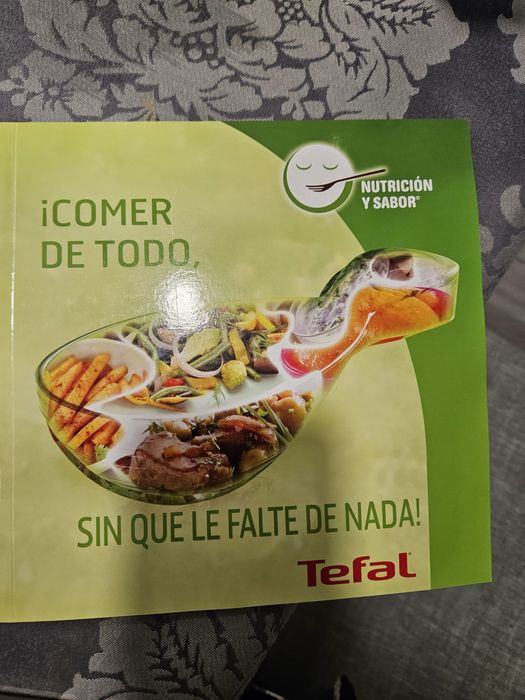 NUTRICIÓN
Y SABOR®
¡COMER
DE TODO,
SIN QUE LE FALTE DE NADA!
Tefal